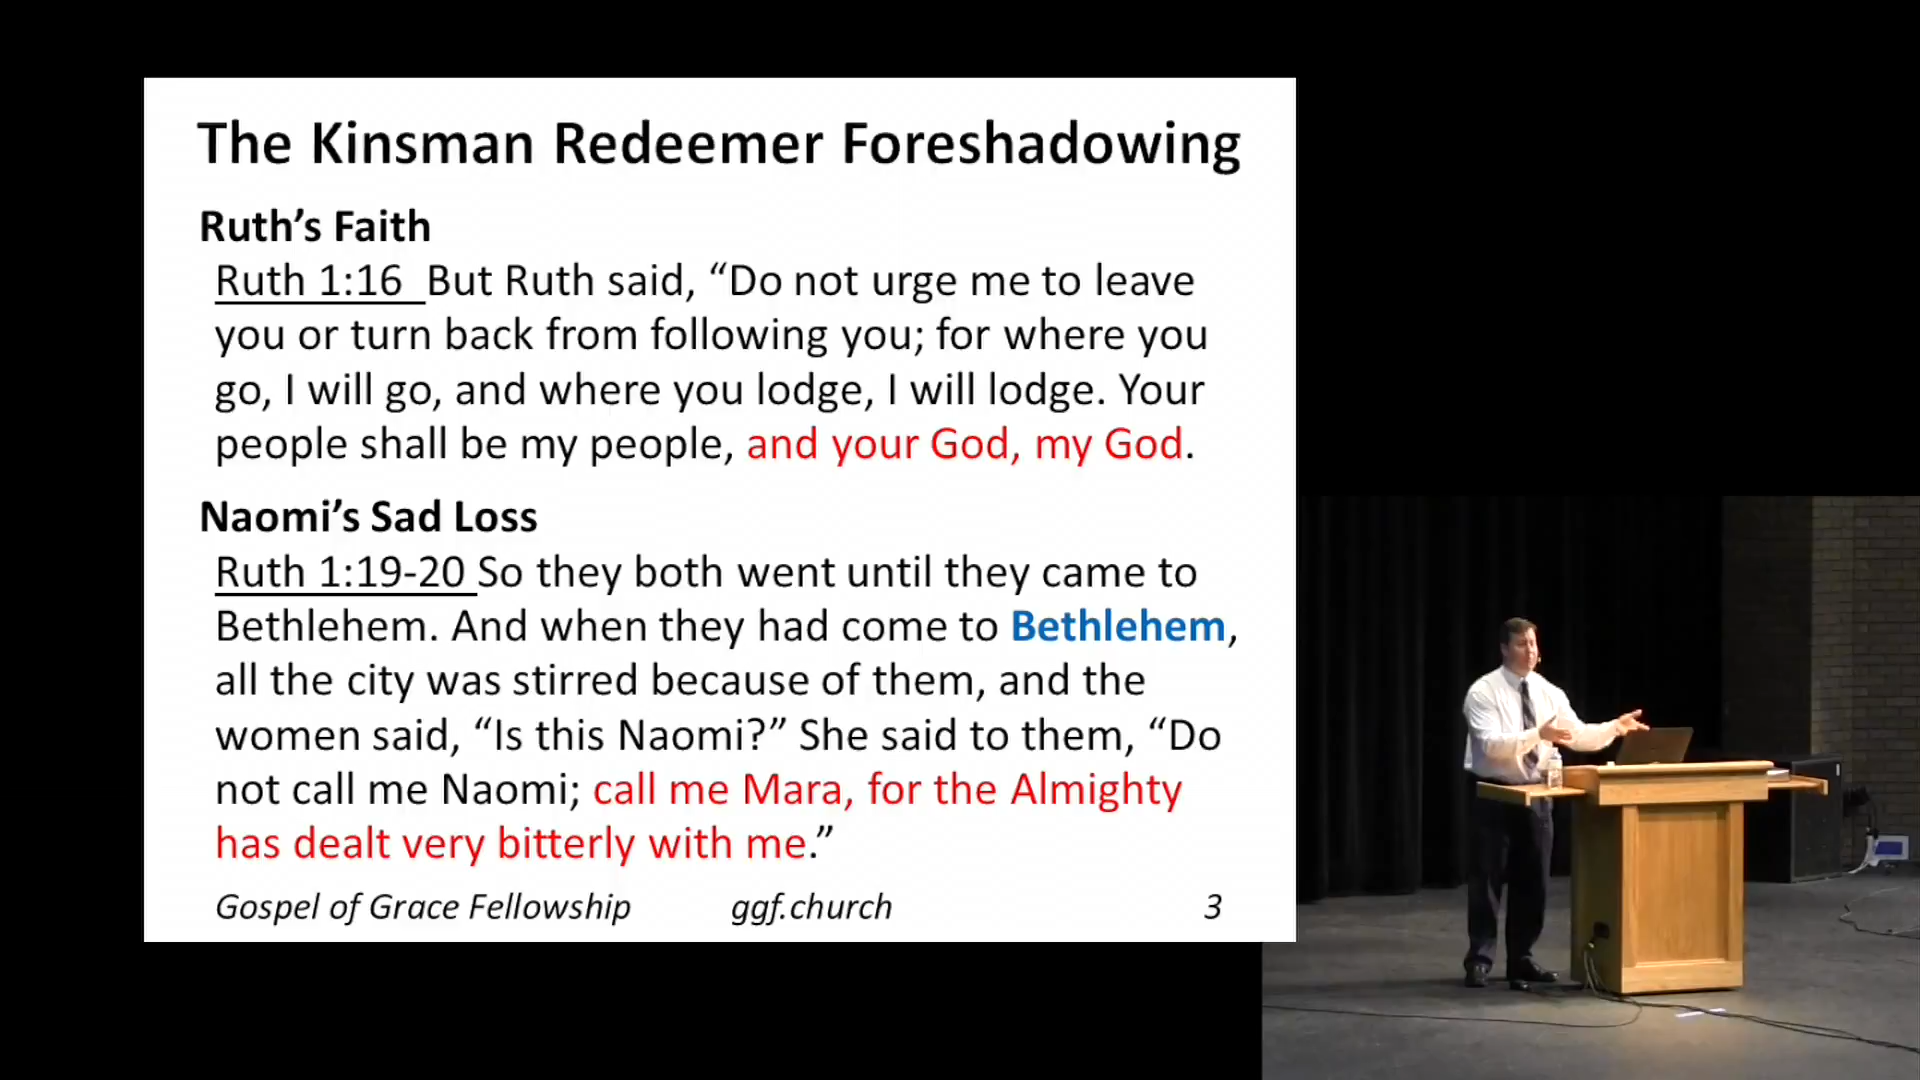 The Kinsman Redeemer Foreshadowing
Ruth’s Faith
Ruth 1:16 But Ruth said, “Do not urge me to leave
you or turn back from following you; for where you
go, I will go, and where you lodge, I will lodge. Your
people shall be my people, and your God, my God.
Naomi’s Sad Loss
Ruth 1:19-20 So they both went until they came to
Bethlehem. And when they had come to Bethlehem,
all the city was stirred because of them, and the
women said, “Is this Naomi?” She said to them, “Do
not call me Naomi; call me Mara, for the Almighty
has dealt very bitterly with me.”
Gospel of Grace Fellowship ggf.church 3